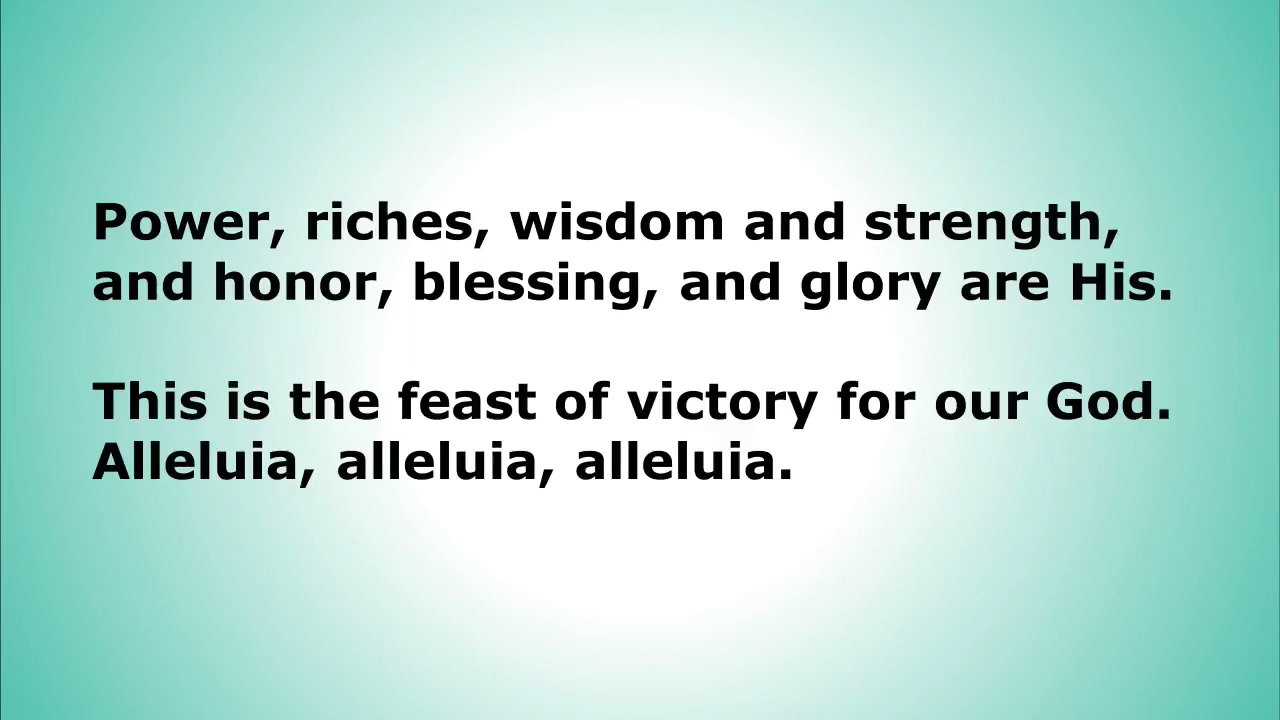 Power, riches, wisdom and strength,
and honor, blessing, and glory are His.
This is the feast of victory for our God.
Alleluia, alleluia, alleluia.